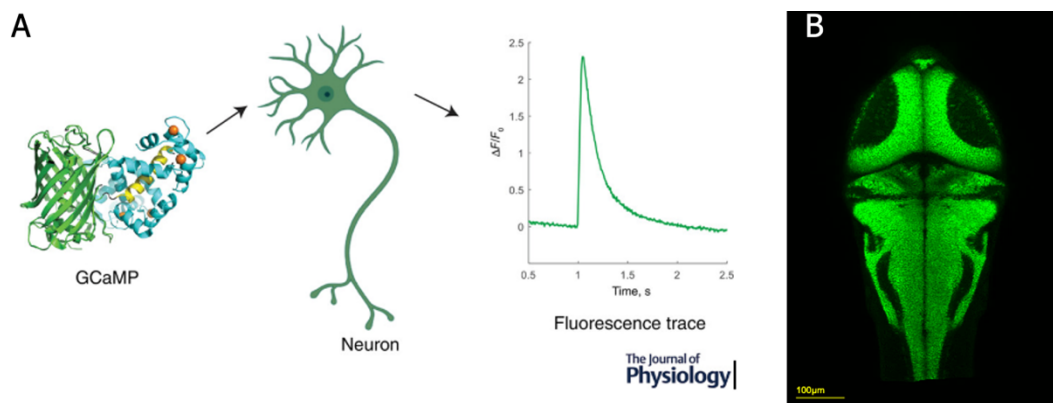 A
GCaMP
Neuron
ΔF/F₀
2.5
2
1.5
1
0.5
0
0.5
1
1.5
2
2.5
Time, s
Fluorescence trace
The Journal of
Physiology
B
100μm